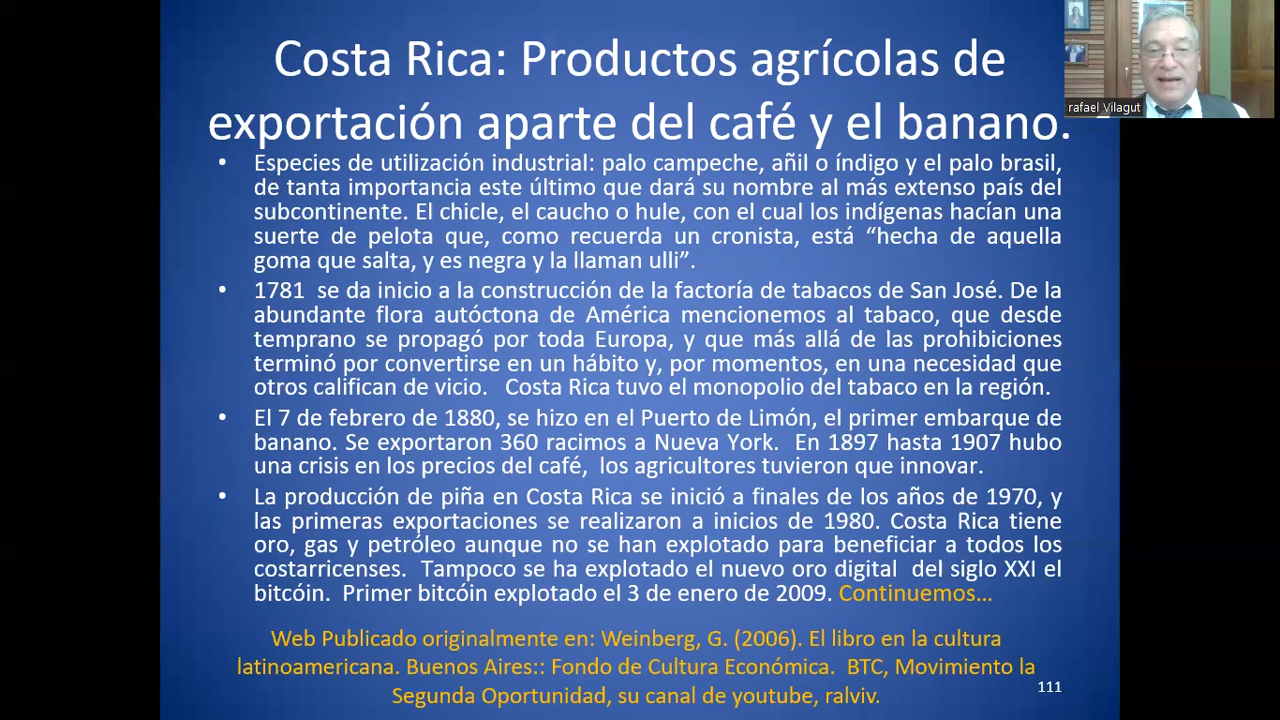 Costa Rica: Productos agrícolas de
exportación aparte del café y el banano.
rafael Vilagut
• Especies de utilización industrial: palo campeche, añil o índigo y el palo brasil,
de tanta importancia este último que dará su nombre al más extenso país del
subcontinente. El chicle, el caucho o hule, con el cual los indígenas hacían una
suerte de pelota que, como recuerda un cronista, está “hecha de aquella
goma que salta, y es negra y la llaman ulli”.
• 1781 se da inicio a la construcción de la factoría de tabacos de San José. De la
abundante flora autóctona de América mencionemos al tabaco, que desde
temprano se propagó por toda Europa, y que más allá de las prohibiciones
terminó por convertirse en un hábito y, por momentos, en una necesidad que
otros califican de vicio. Costa Rica tuvo el monopolio del tabaco en la región.
• El 7 de febrero de 1880, se hizo en el Puerto de Limón, el primer embarque de
banano. Se exportaron 360 racimos a Nueva York. En 1897 hasta 1907 hubo
una crisis en los precios del café, los agricultores tuvieron que innovar.
• La producción de piña en Costa Rica se inició a finales de los años de 1970, y
las primeras exportaciones se realizaron a inicios de 1980. Costa Rica tiene
oro, gas y petróleo aunque no se han explotado para beneficiar a todos los
costarricenses. Tampoco se ha explotado el nuevo oro digital del siglo XXI el
bitcóin. Primer bitcóin explotado el 3 de enero de 2009. Continuemos…
Web Publicado originalmente en: Weinberg, G. (2006). El libro en la cultura
latinoamericana. Buenos Aires:: Fondo de Cultura Económica. BTC, Movimiento la
Segunda Oportunidad, su canal de youtube, ralviv.
111